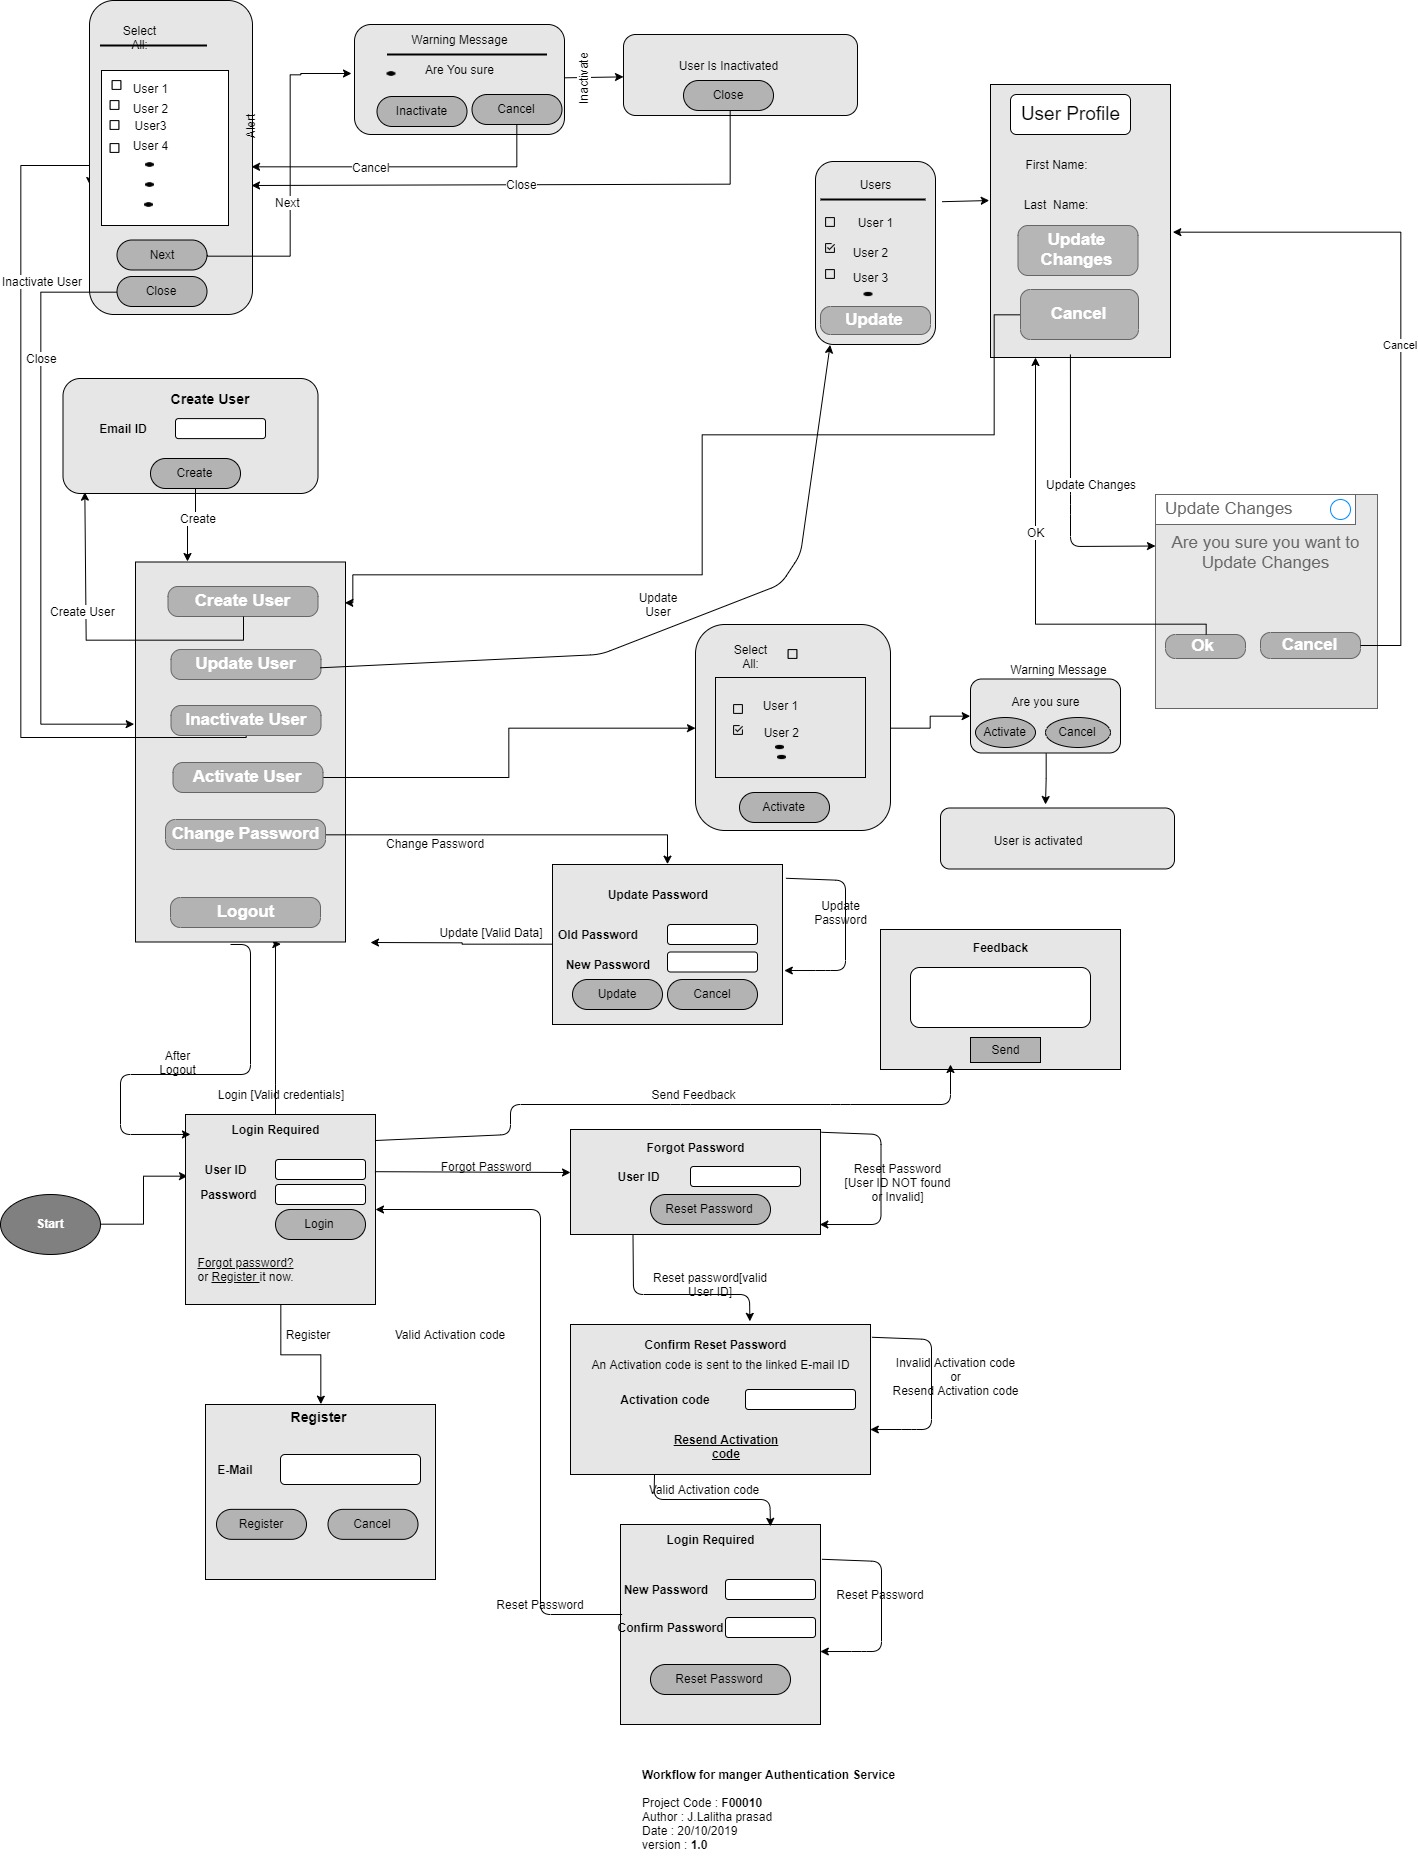 Select
All:
User 1
User 2
User3
User 4
Next
Close
Alert
Warning Message
Are You sure
Inactivate
Cancel
Inactivate
User Is Inactivated
Close
Cancel
Close
Next
Inactivate User
Close
Users
User 1
User 2
User 3
Update
User Profile
First Name:
Last  Name:
Update
Changes
Cancel
Cancel
Create User
Email ID
Create
Create
Create User
Update Changes
OK
Update Changes
Are you sure you want to
Update Changes
Ok
Cancel
Create User
Update User
Inactivate User
Activate User
Change Password
Logout
Update
User
Select
All:
User 1
User 2
Activate
Warning Message
Are you sure
Activate
Cancel
User is activated
Change Password
Update Password
Old Password
New Password
Update
Cancel
Update
Password
Update [Valid Data]
Feedback
Send
After
Logout
Login [Valid credentials]
Send Feedback
Login Required
User ID
Password
Login
Forgot password?
or Register it now.
Start
Forgot Password
Forgot Password
User ID
Reset Password
Reset Password
[User ID NOT found
or Invalid]
Reset password[valid
User ID]
Register
Valid Activation code
Confirm Reset Password
An Activation code is sent to the linked E-mail ID
Activation code
Resend Activation
code
Invalid Activation code
or
Resend Activation code
Register
E-Mail
Register
Cancel
Valid Activation code
Login Required
New Password
Confirm Password
Reset Password
Reset Password
Reset Password
Workflow for manger Authentication Service
Project Code : F00010
Author : J.Lalitha prasad
Date : 20/10/2019
version : 1.0